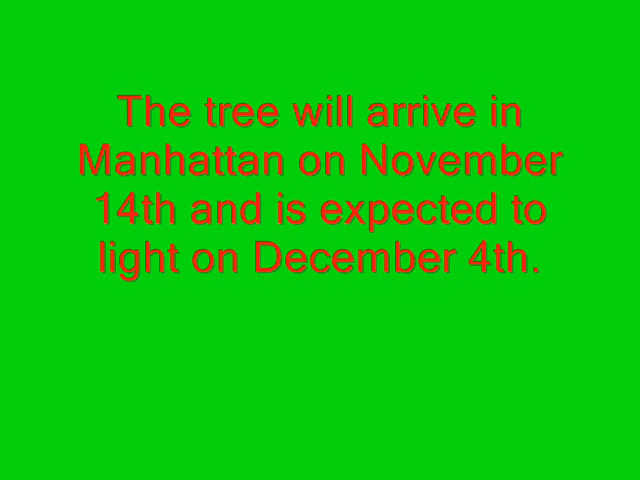 The tree will arrive in
Manhattan on November
14th and is expected to
light on December 4th.